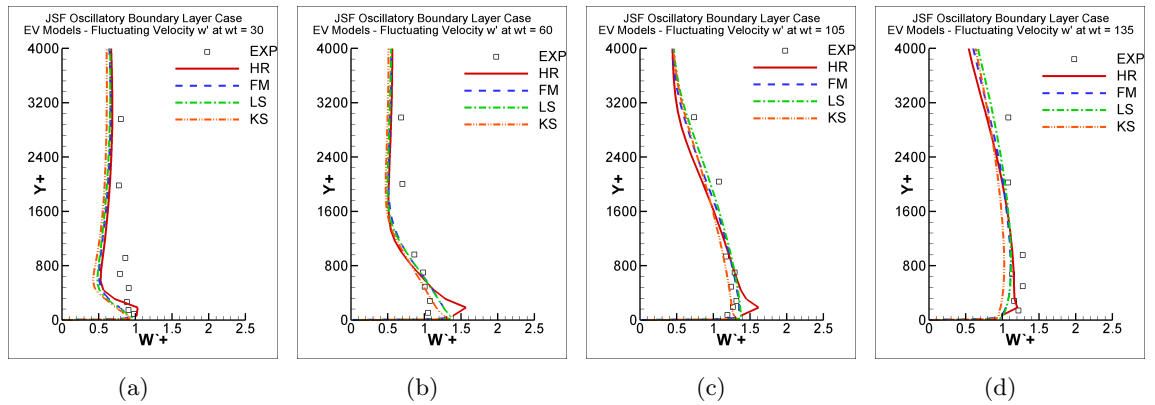 JSF Oscillatory Boundary Layer Case
EV Models - Fluctuating Velocity w' at wt = 30
EXP
HR
FM
LS
KS
4000
3200
2400
1600
800
0
Y+
0 0.5 1 1.5 2 2.5
W`+
(a)
JSF Oscillatory Boundary Layer Case
EV Models - Fluctuating Velocity w' at wt = 60
EXP
HR
FM
LS
KS
4000
3200
2400
1600
800
0
Y+
0 0.5 1 1.5 2 2.5
W`+
(b)
JSF Oscillatory Boundary Layer Case
EV Models - Fluctuating Velocity w' at wt = 105
EXP
HR
FM
LS
KS
4000
3200
2400
1600
800
0
Y+
0 0.5 1 1.5 2 2.5
W`+
(c)
JSF Oscillatory Boundary Layer Case
EV Models - Fluctuating Velocity w' at wt = 135
EXP
HR
FM
LS
KS
4000
3200
2400
1600
800
0
Y+
0 0.5 1 1.5 2 2.5
W`+
(d)